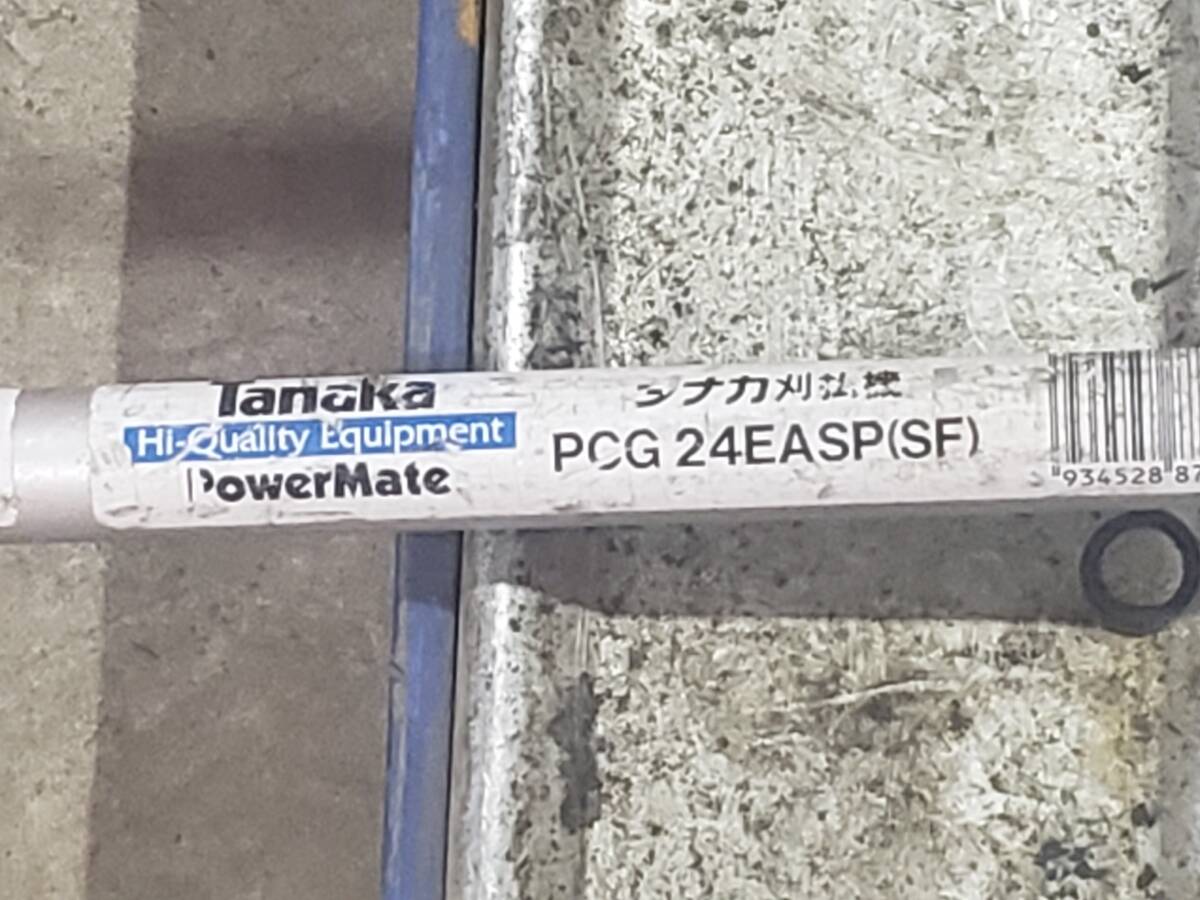 Tanaka
Hi-Quality Equipment
PowerMate
タナカ刈払機
PCG 24EASP(SF)
934528 87